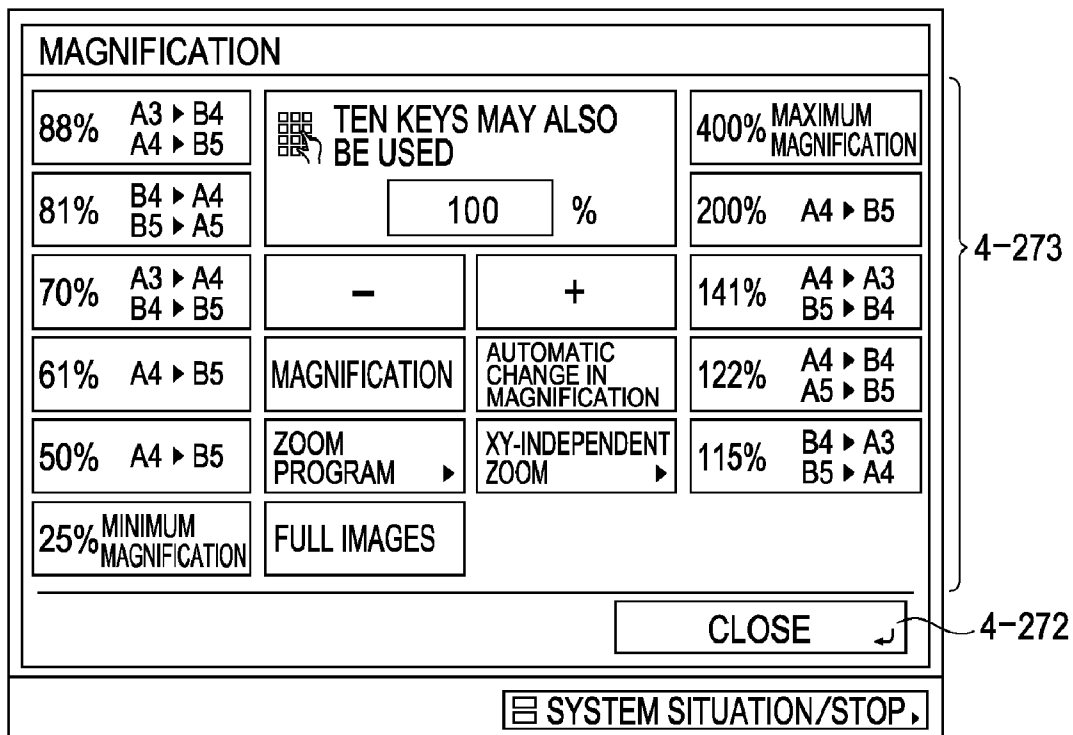 MAGNIFICATION
88% A3 ▶ B4
A4 ▶ B5
81% B4 ▶ A4
B5 ▶ A5
70% A3 ▶ A4
B4 ▶ B5
61% A4 ▶ B5
50% A4 ▶ B5
25% MINIMUM
MAGNIFICATION
TEN KEYS MAY ALSO
BE USED
100 %
−
+
MAGNIFICATION
AUTOMATIC
CHANGE IN
MAGNIFICATION
ZOOM
PROGRAM ▶
XY-INDEPENDENT
ZOOM ▶
FULL IMAGES
400% MAXIMUM
MAGNIFICATION
200% A4 ▶ B5
141% A4 ▶ A3
B5 ▶ B4
122% A4 ▶ B4
A5 ▶ B5
115% B4 ▶ A3
B5 ▶ A4
4-273
CLOSE
4-272
SYSTEM SITUATION/STOP ▶